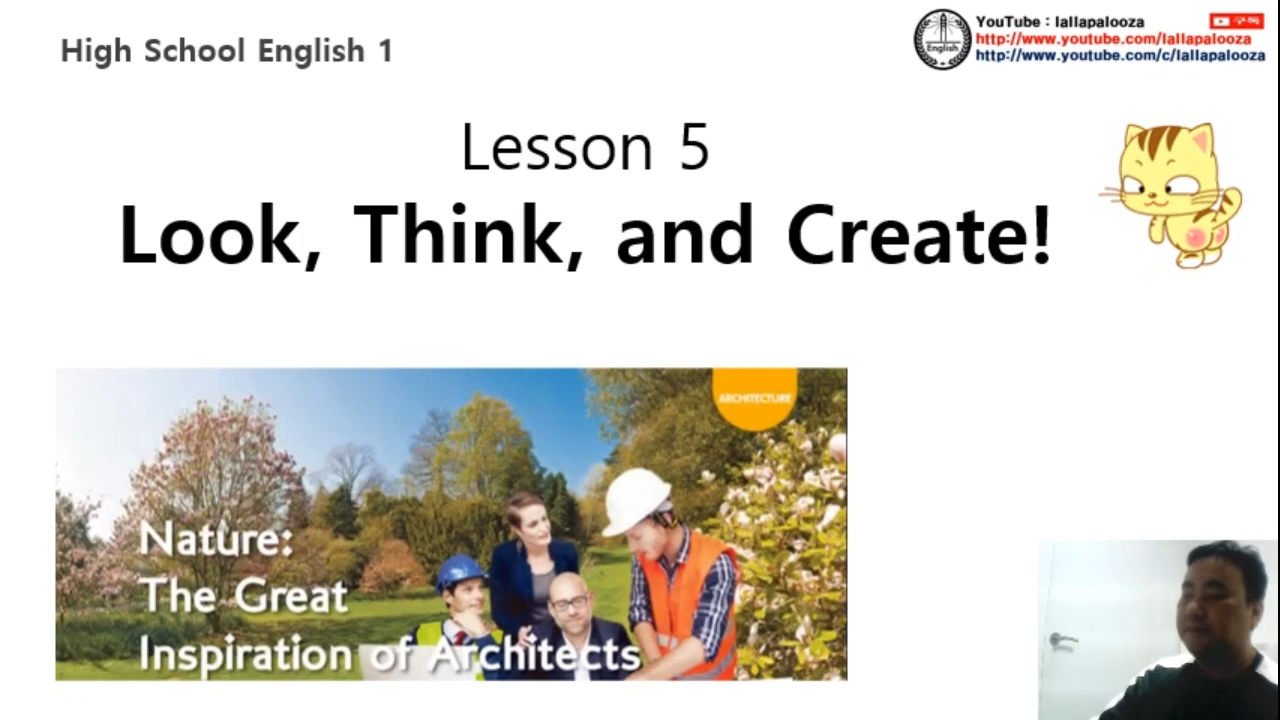 High School English 1
YouTube : lallapalooza
http://www.youtube.com/lallapalooza
http://www.youtube.com/c/lallapalooza
English
Lesson 5
Look, Think, and Create!
ARCHITECTURE
Nature:
The Great
Inspiration of Architects